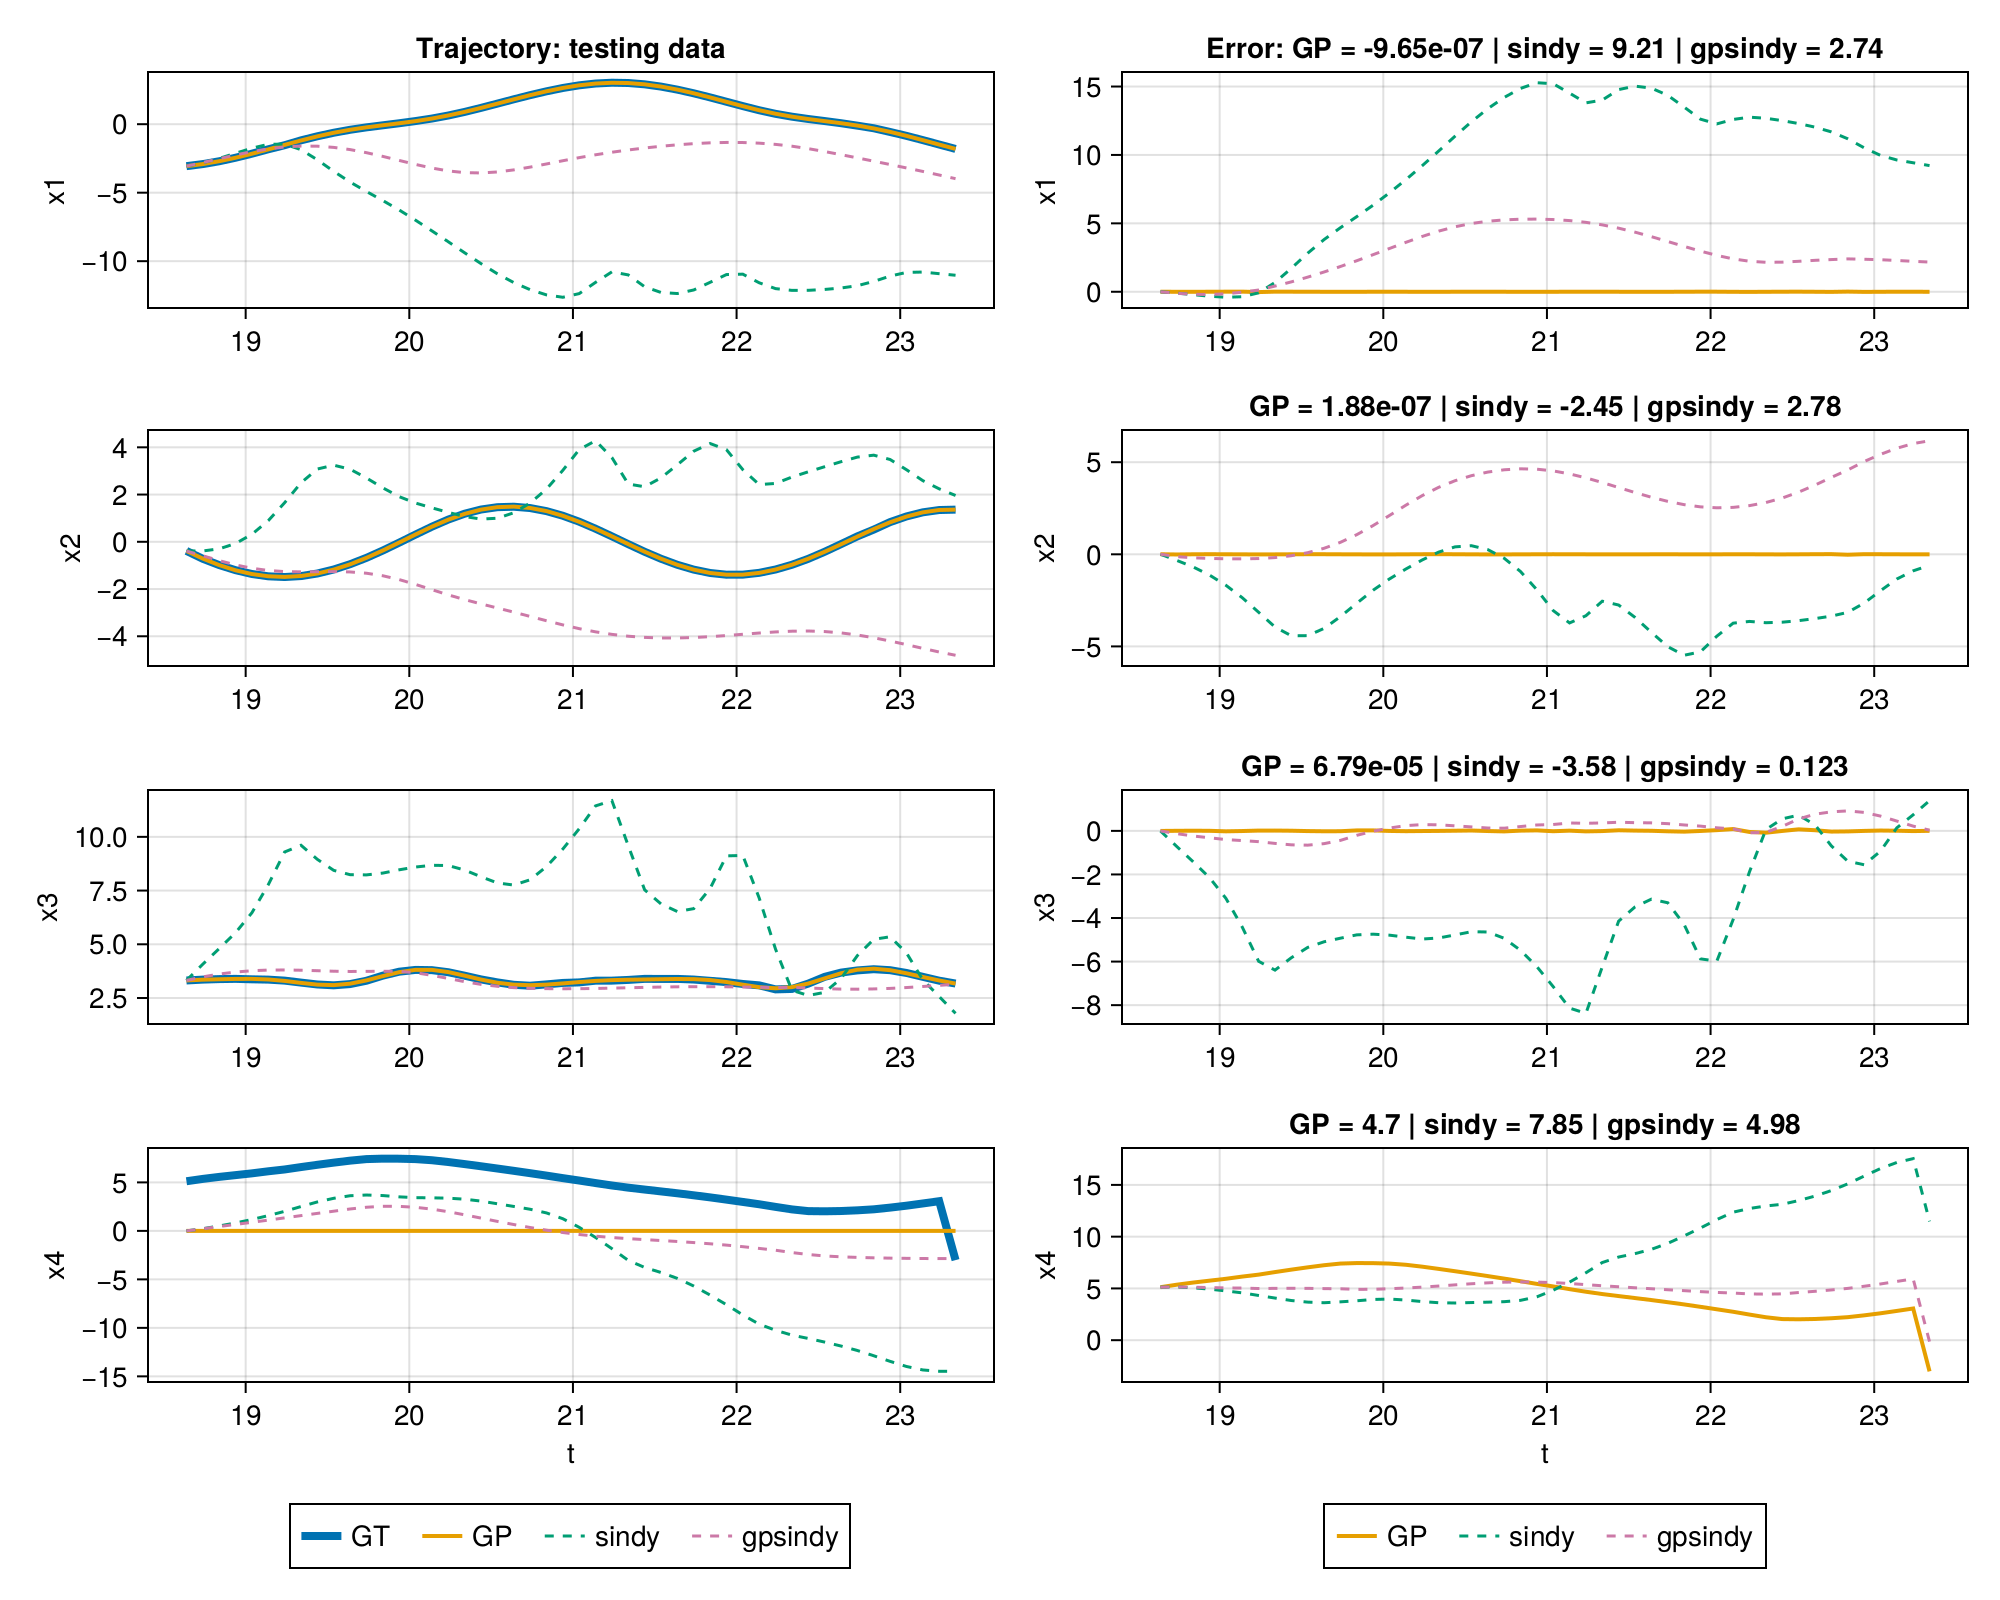 Trajectory: testing data
x1
0
−5
−10
19 20 21 22 23
Error: GP = -9.65e-07 | sindy = 9.21 | gpsindy = 2.74
x1
15
10
5
0
19 20 21 22 23
x2
4
2
0
−2
−4
19 20 21 22 23
GP = 1.88e-07 | sindy = -2.45 | gpsindy = 2.78
x2
5
0
−5
19 20 21 22 23
x3
10.0
7.5
5.0
2.5
19 20 21 22 23
GP = 6.79e-05 | sindy = -3.58 | gpsindy = 0.123
x3
0
−2
−4
−6
−8
19 20 21 22 23
x4
5
0
−5
−10
−15
19 20 21 22 23
t
GP = 4.7 | sindy = 7.85 | gpsindy = 4.98
x4
15
10
5
0
19 20 21 22 23
t
GT GP sindy gpsindy
GP sindy gpsindy